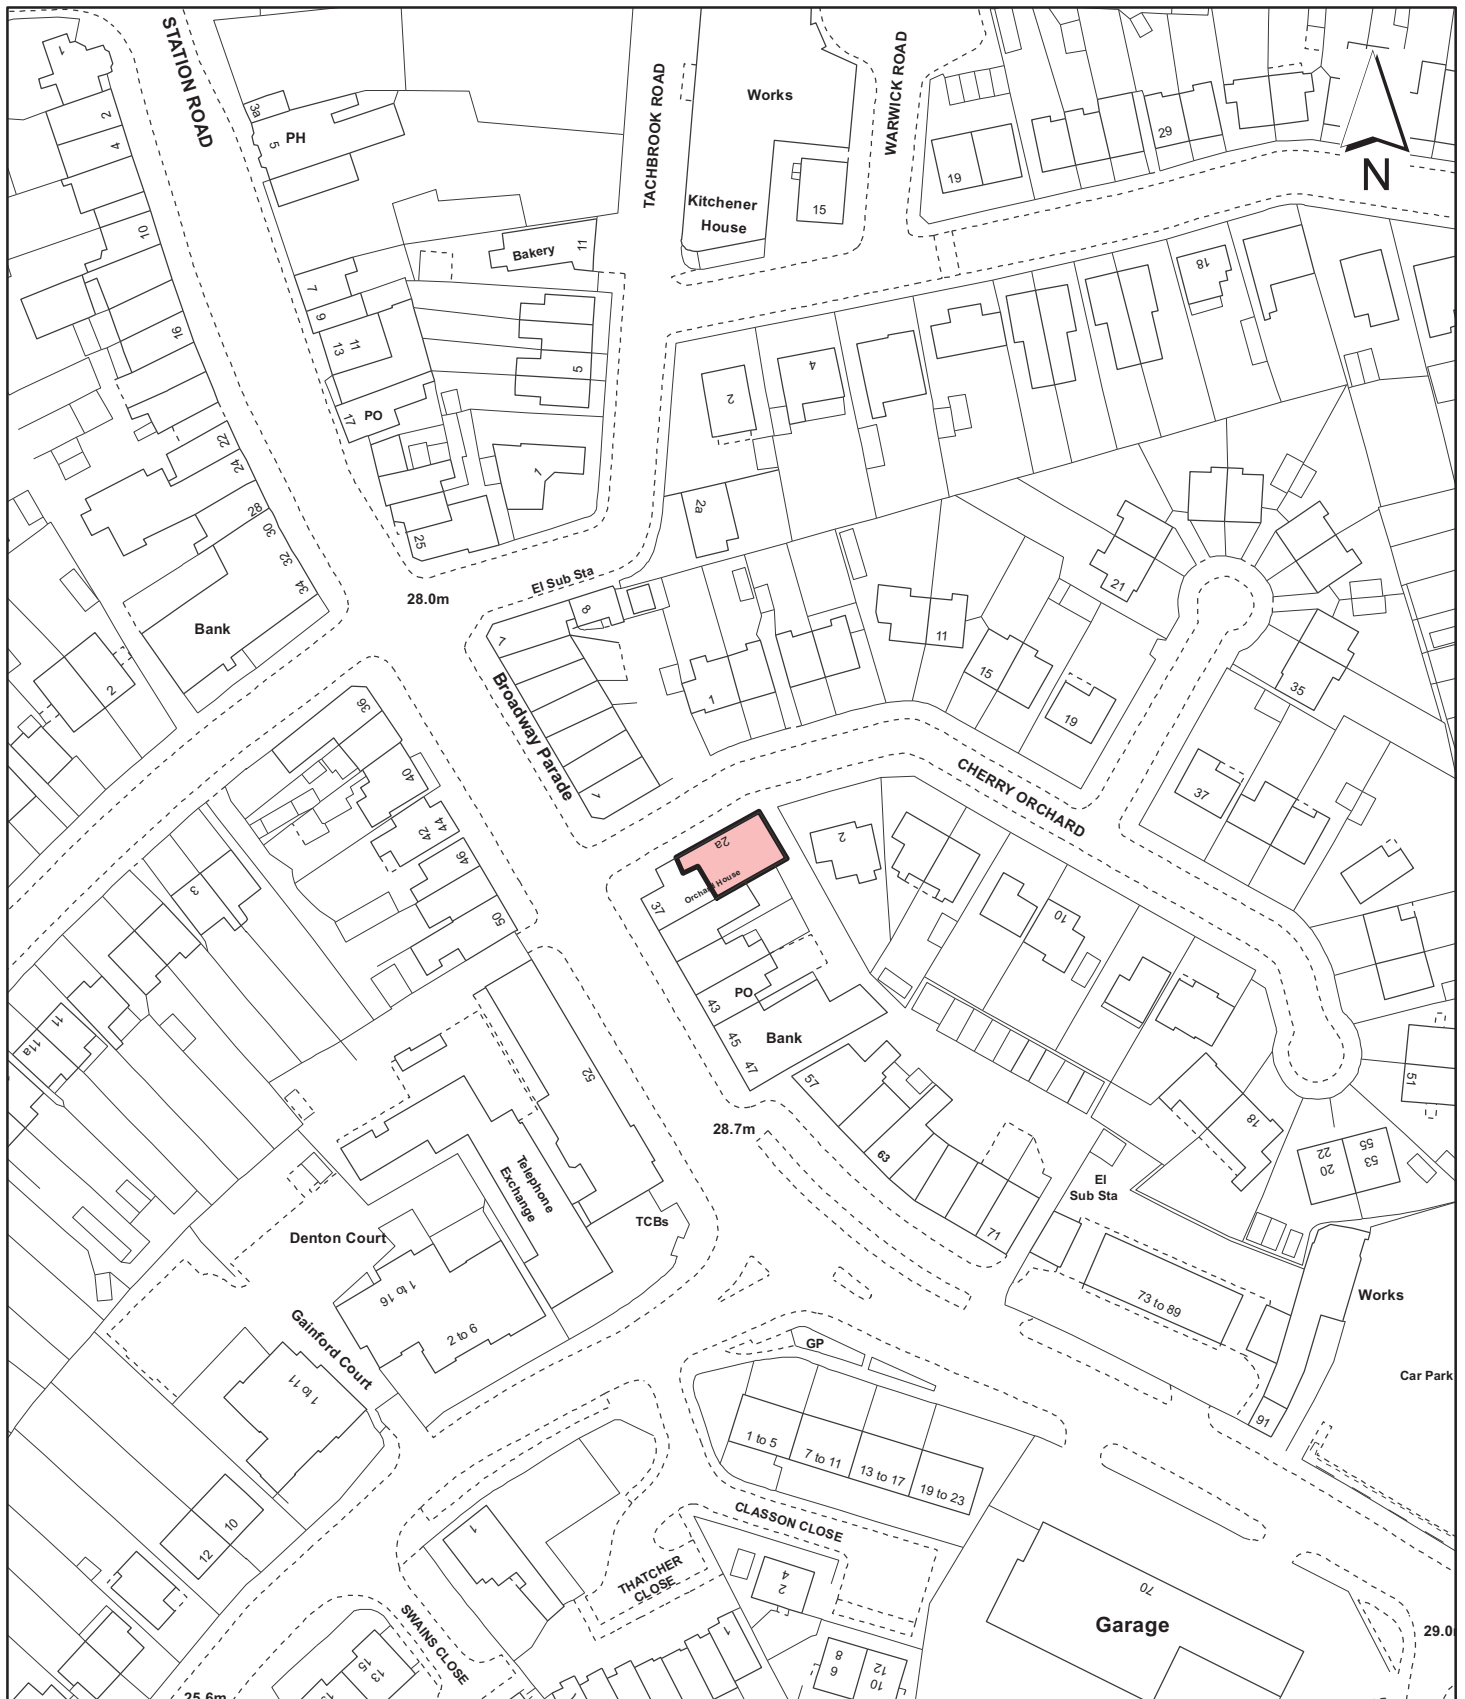 STATION ROAD
1
2
4
10
16
22
24
28
30
32
34
Bank
2
3a
5
PH
7
9
11
13
17
PO
25
Bakery
11
5
1
TACHBROOK ROAD
Works
Kitchener
House
15
WARWICK ROAD
19
29
N
18
2
4
2a
El Sub Sta
8
28.0m
1
Broadway Parade
7
1
11
15
19
21
35
37
CHERRY ORCHARD
36
40
42
44
46
50
3
11
11a
2a
Orchard House
37
2
10
PO
43
45
47
Bank
57
63
71
18
51
20
22
53
55
52
28.7m
El
Sub Sta
Telephone
Exchange
TCBs
Denton Court
1 to 16
2 to 6
Gainford Court
1 to 11
73 to 89
Works
Car Park
91
GP
1 to 5
7 to 11
13 to 17
19 to 23
CLASSON CLOSE
10
12
1
THATCHER
CLOSE
2
4
70
Garage
29.0
SWAINS CLOSE
15
13
1
6
8
10
12
25.6m